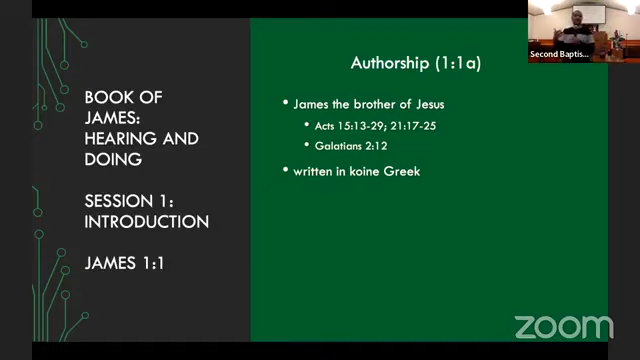 Second Baptis...
Authorship (1:1a)
BOOK OF
JAMES:
HEARING AND
DOING
SESSION 1:
INTRODUCTION
JAMES 1:1
• James the brother of Jesus
• Acts 15:13-29; 21:17-25
• Galatians 2:12
• written in koine Greek
zoom